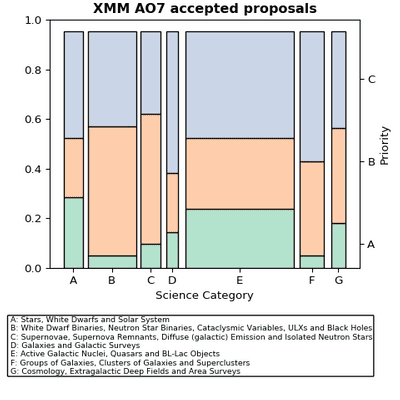 XMM AO7 accepted proposals
1.0
0.8
0.6
0.4
0.2
0.0
C
B
A
Priority
A B C D E F G
Science Category
A: Stars, White Dwarfs and Solar System
B: White Dwarf Binaries, Neutron Star Binaries, Cataclysmic Variables, ULXs and Black Holes
C: Supernovae, Supernova Remnants, Diffuse (galactic) Emission and Isolated Neutron Stars
D: Galaxies and Galactic Surveys
E: Active Galactic Nuclei, Quasars and BL-Lac Objects
F: Groups of Galaxies, Clusters of Galaxies and Superclusters
G: Cosmology, Extragalactic Deep Fields and Area Surveys